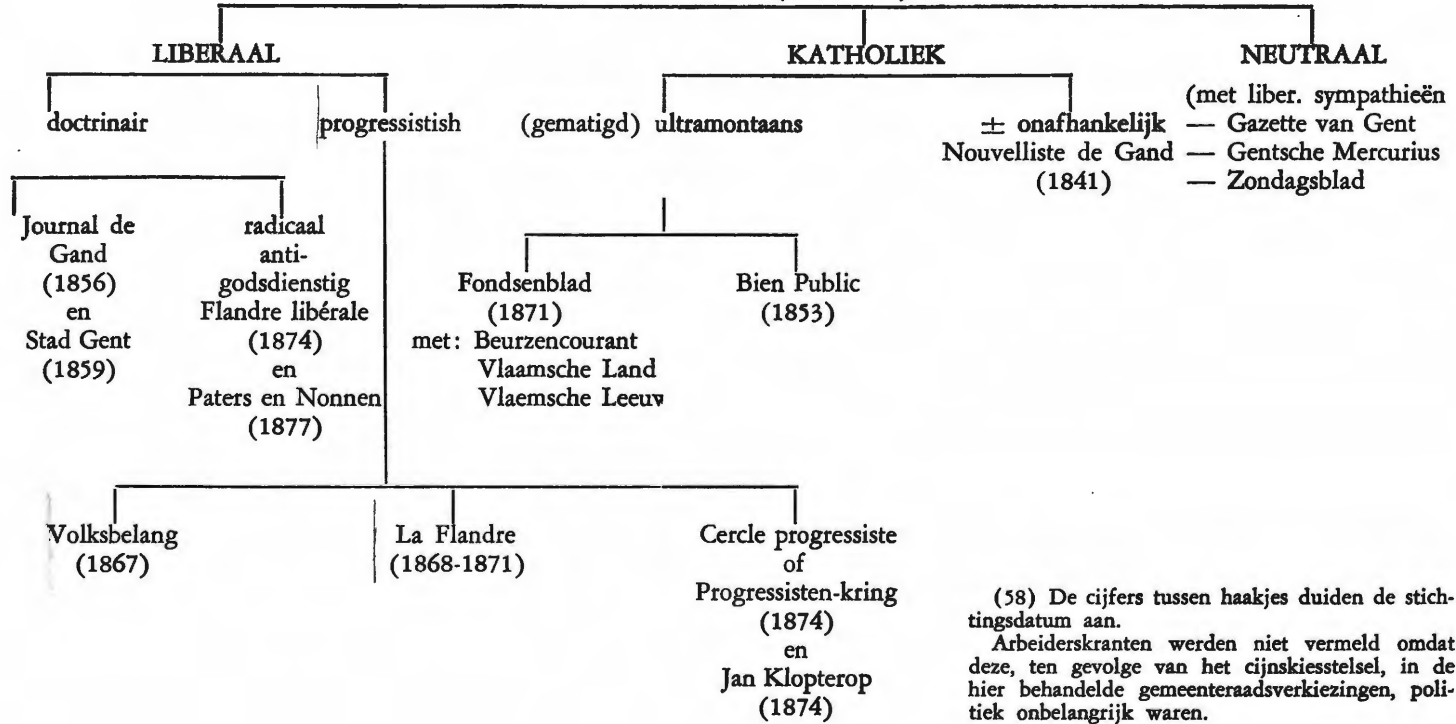 LIBERAAL
KATHOLIEK
NEUTRAAL
doctrinair
progressistish
(gematigd) ultramontaans
± onafhankelijk
Nouvelliste de Gand
(1841)
(met liber. sympathieën
— Gazette van Gent
— Gentsche Mercurius
— Zondagsblad
Journal de
Gand
(1856)
en
Stad Gent
(1859)
radicaal
anti-
godsdienstig
Flandre libérale
(1874)
en
Paters en Nonnen
(1877)
Fondsenblad
(1871)
met: Beurzencourant
Vlaamsche Land
Vlaemsche Leeuv
Bien Public
(1853)
Volksbelang
(1867)
La Flandre
(1868-1871)
Cercle progressiste
of
Progressisten-kring
(1874)
en
Jan Klopterop
(1874)
(58) De cijfers tussen haakjes duiden de stich-
tingsdatum aan.
Arbeiderskranten werden niet vermeld omdat
deze, ten gevolge van het cijnskiesstelsel, in de
hier behandelde gemeenteraadsverkiezingen, poli-
tiek onbelangrijk waren.